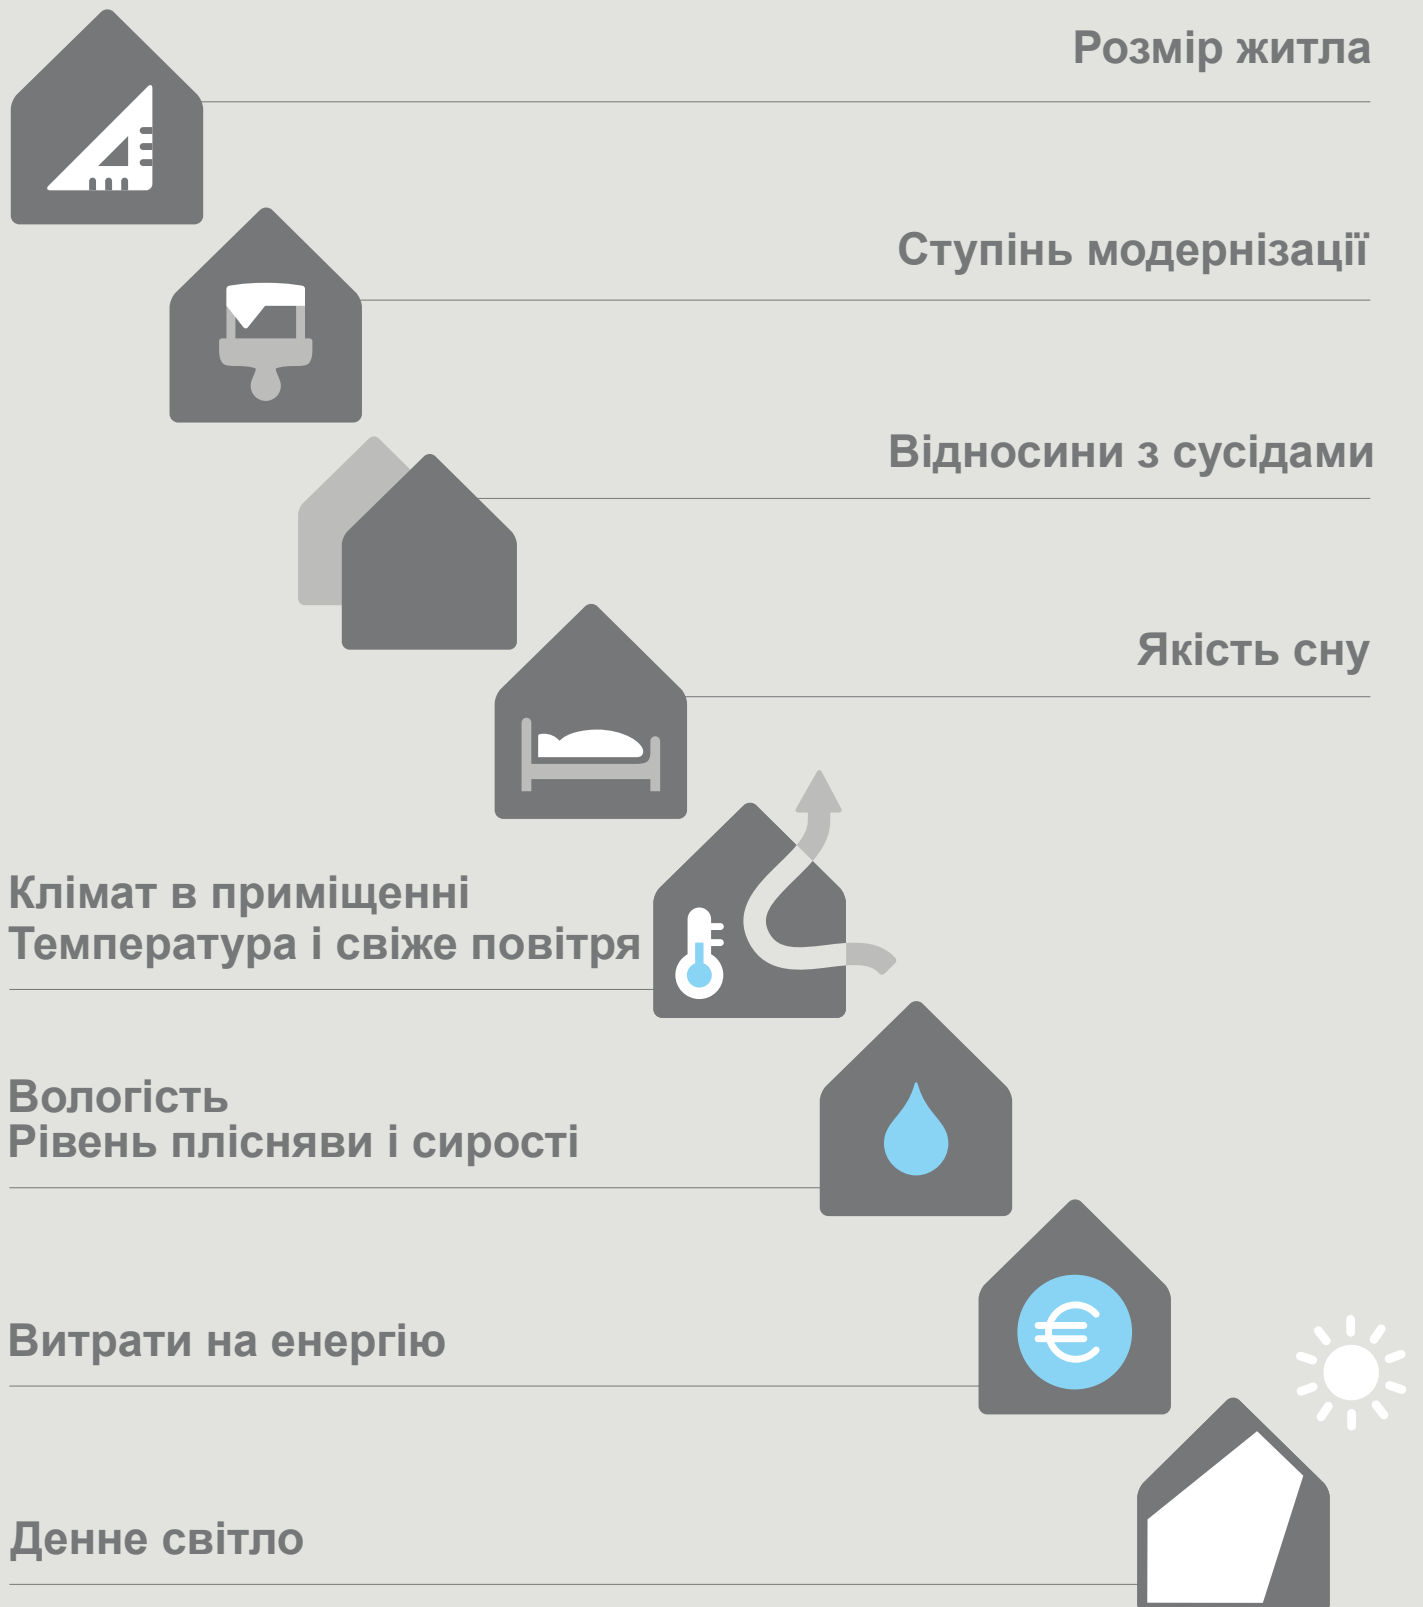 Розмір житла
Ступінь модернізації
Відносини з сусідами
Якість сну
Клімат в приміщенні
Температура і свіже повітря
Вологість
Рівень плісняви і сирості
€
Витрати на енергію
Денне світло